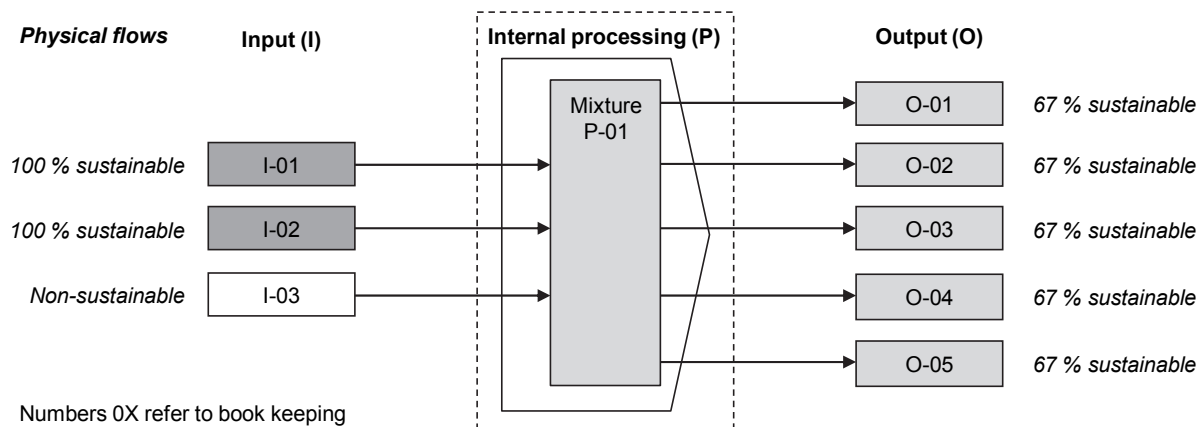 Physical flows
Input (I)
Internal processing (P)
Output (O)
Mixture
P-01
O-01
67 % sustainable
100 % sustainable
I-01
O-02
67 % sustainable
100 % sustainable
I-02
O-03
67 % sustainable
Non-sustainable
I-03
O-04
67 % sustainable
O-05
67 % sustainable
Numbers 0X refer to book keeping